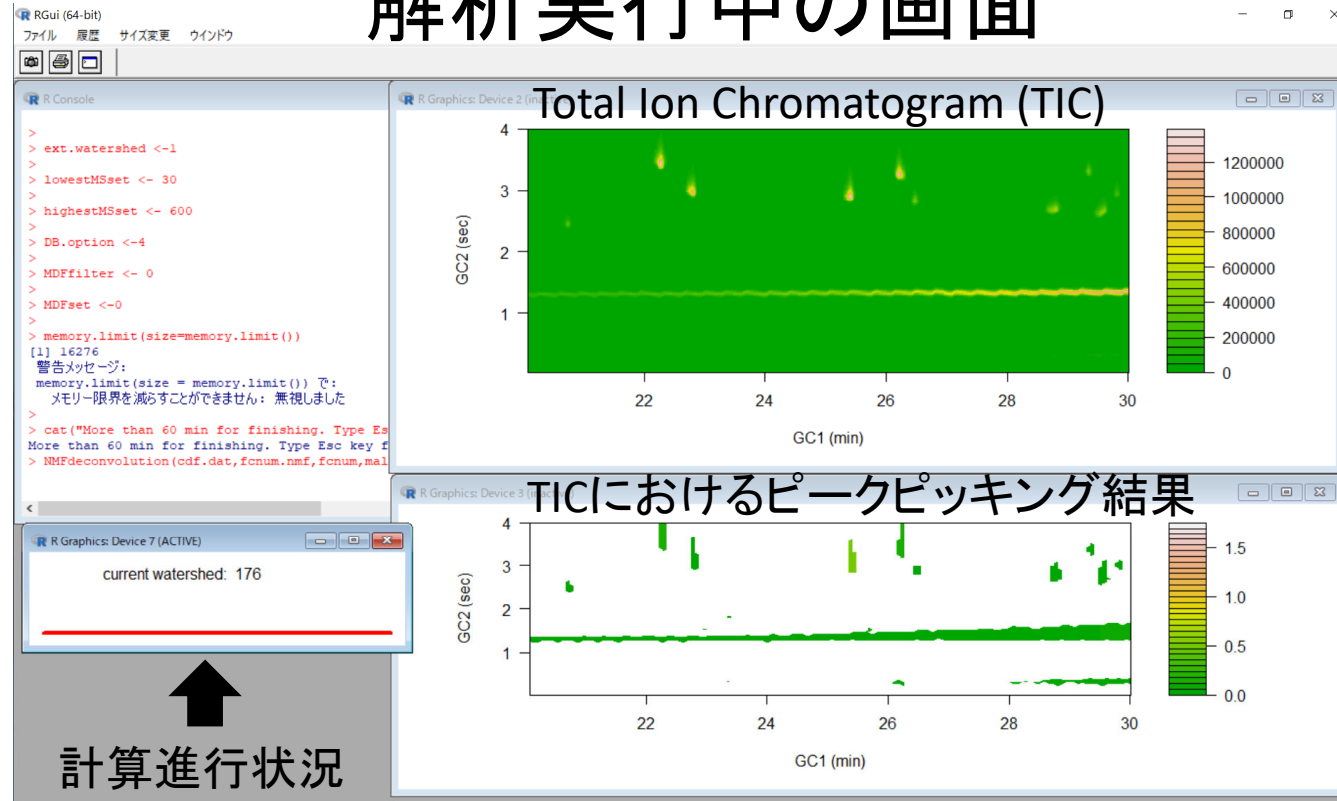 解析実行中の画面
RGui (64-bit)
ファイル 履歴 サイズ変更 ウインドウ
R Console
>
> ext.watershed <-1
>
> lowestMSset <- 30
>
> highestMSset <- 600
>
> DB.option <-4
>
> MDFfilter <- 0
>
> MDFset <-0
>
> memory.limit(size=memory.limit())
[1] 16276
警告メッセージ:
memory.limit(size = memory.limit()) で:
メモリー限界を減らすことができません: 無視しました
>
> cat("More than 60 min for finishing. Type Es
More than 60 min for finishing. Type Esc key f
> NMFdeconvolution(cdf.dat,fcnum.nmf,fcnum,mal
R Graphics: Device 2
Total Ion Chromatogram (TIC)
4
3
2
1
GC2 (sec)
22 24 26 28 30
GC1 (min)
1200000
1000000
800000
600000
400000
200000
0
R Graphics: Device 3
TICにおけるピークピッキング結果
4
3
2
1
GC2 (sec)
22 24 26 28 30
GC1 (min)
1.5
1.0
0.5
0.0
R Graphics: Device 7 (ACTIVE)
current watershed: 176
計算進行状況